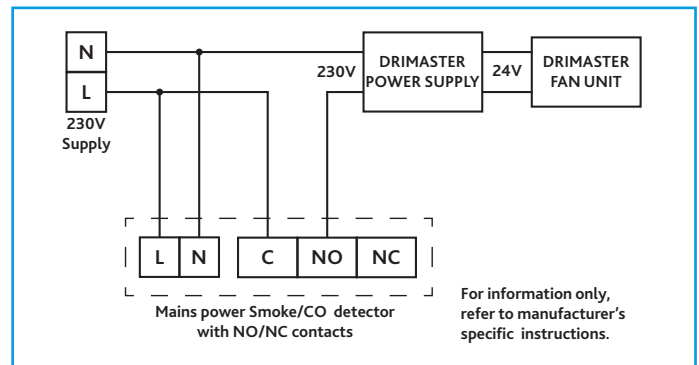 N
L
230V
Supply
230V
DRIMASTER
POWER SUPPLY
24V
DRIMASTER
FAN UNIT
L
N
C
NO
NC
Mains power Smoke/CO detector
with NO/NC contacts
For information only,
refer to manufacturer's
specific instructions.